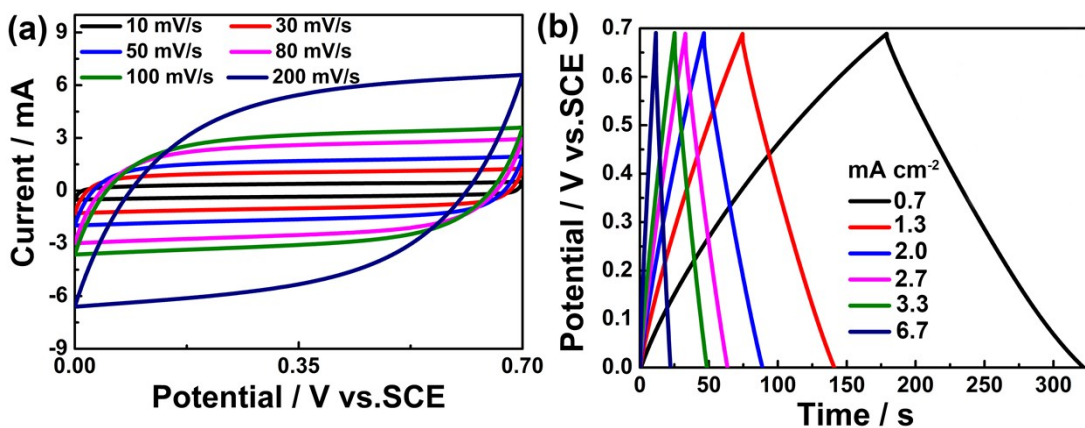 (a)
10 mV/s 30 mV/s
50 mV/s 80 mV/s
100 mV/s 200 mV/s
Current / mA
9
6
3
0
-3
-6
-9
0.00 0.35 0.70
Potential / V vs.SCE
(b)
Potential / V vs.SCE
0.7
0.6
0.5
0.4
0.3
0.2
0.1
0.0
mA cm⁻²
0.7
1.3
2.0
2.7
3.3
6.7
0 50 100 150 200 250 300
Time / s